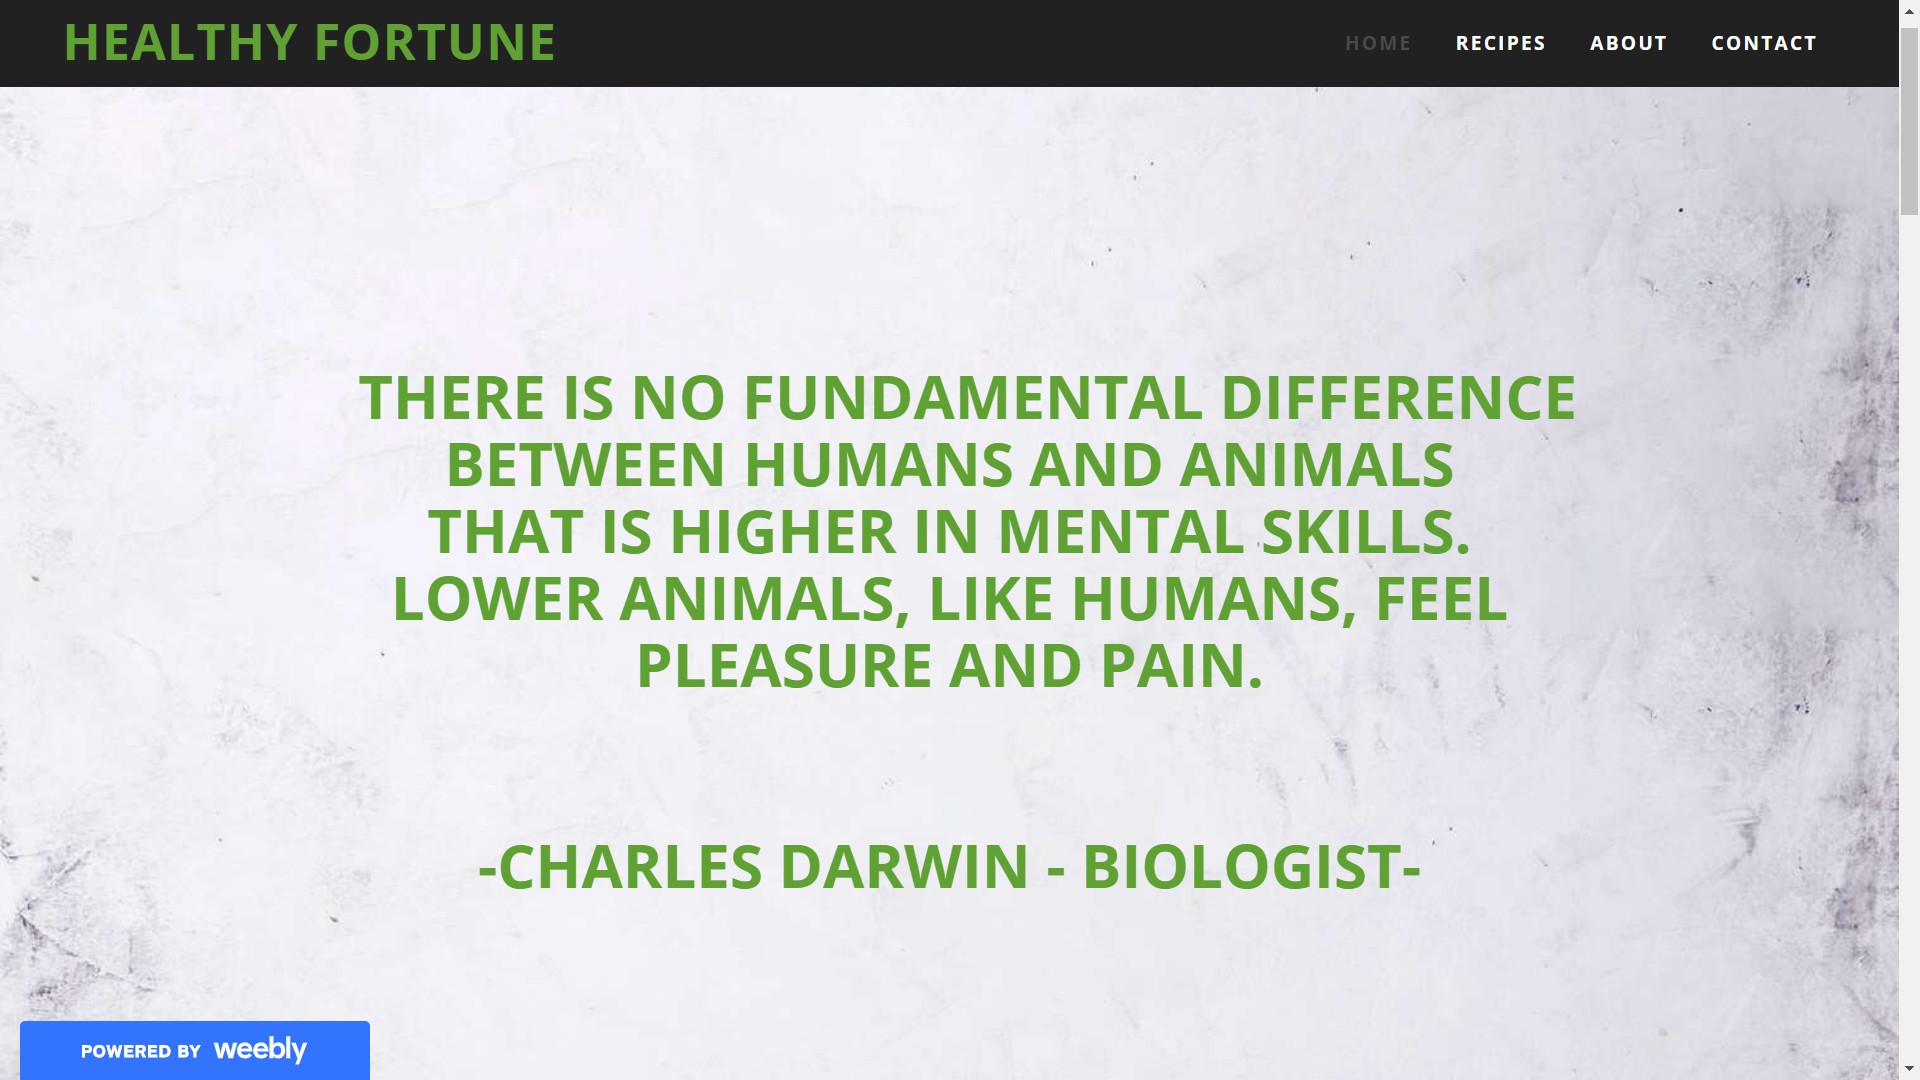 HEALTHY FORTUNE
HOME RECIPES ABOUT CONTACT
THERE IS NO FUNDAMENTAL DIFFERENCE
BETWEEN HUMANS AND ANIMALS
THAT IS HIGHER IN MENTAL SKILLS.
LOWER ANIMALS, LIKE HUMANS, FEEL
PLEASURE AND PAIN.
-CHARLES DARWIN - BIOLOGIST-
POWERED BY weebly